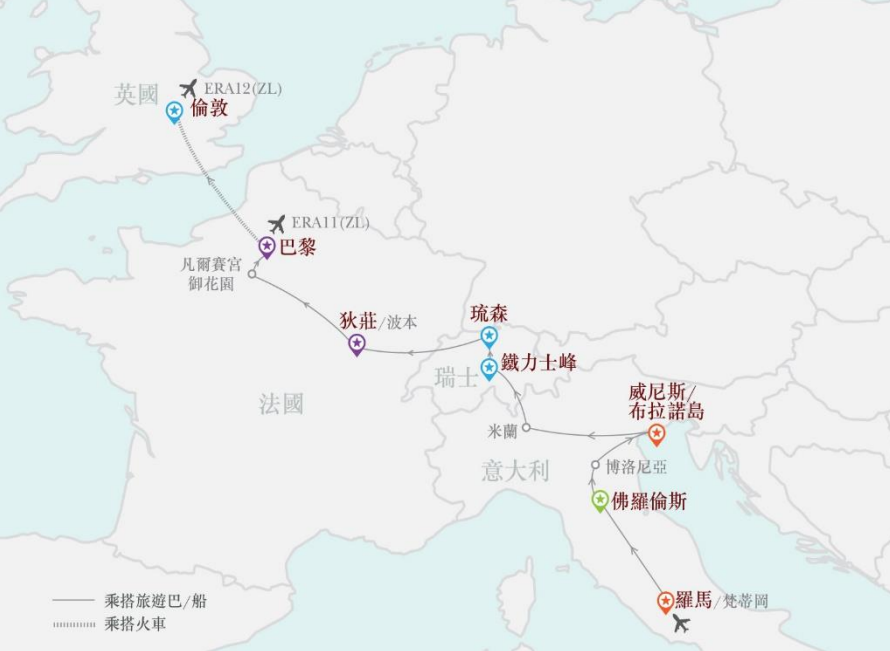 英國
ERA12(ZL)
倫敦
ERA11(ZL)
巴黎
凡爾賽宮
御花園
狄莊/波本
琉森
鐵力士峰
瑞士
法國
威尼斯/
布拉諾島
米蘭
意大利
博洛尼亞
佛羅倫斯
羅馬/梵蒂岡
乘搭旅遊巴/船
乘搭火車